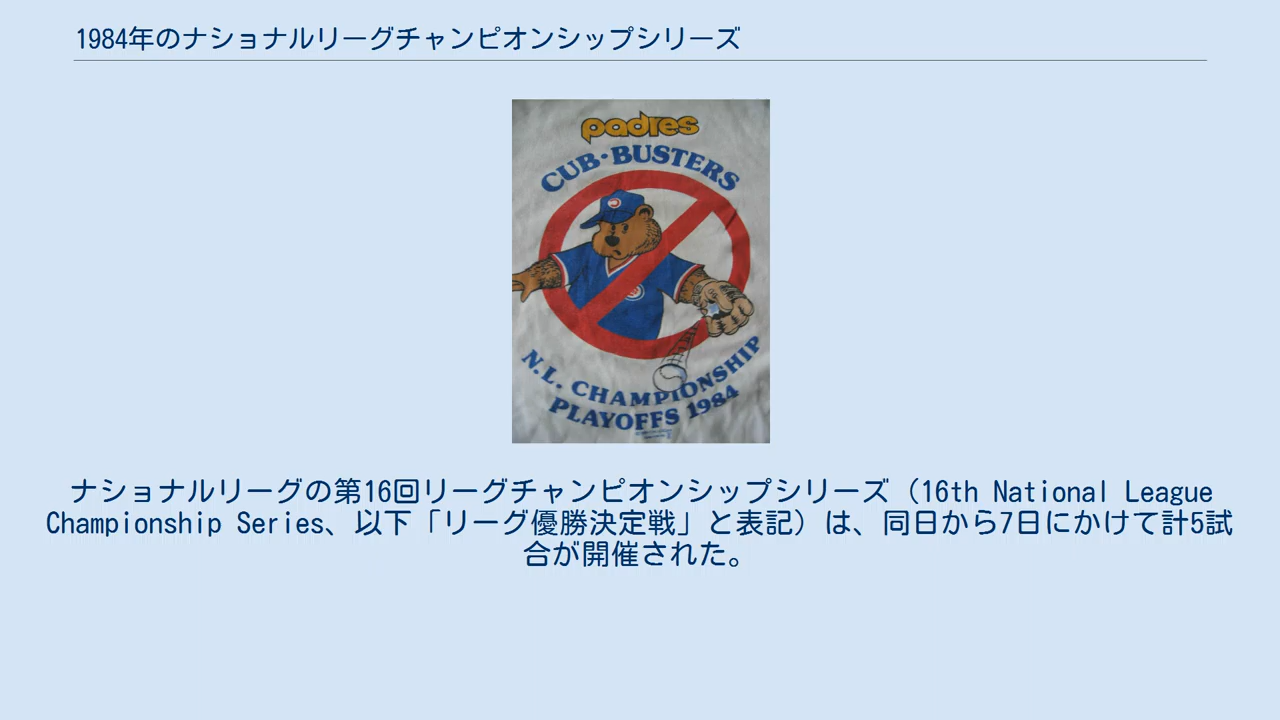 1984年のナショナルリーグチャンピオンシップシリーズ
padres
CUB·BUSTERS
N.L. CHAMPIONSHIP
PLAYOFFS 1984
ナショナルリーグの第16回リーグチャンピオンシップシリーズ（16th National League
Championship Series、以下「リーグ優勝決定戦」と表記）は、同日から7日にかけて計5試
合が開催された。